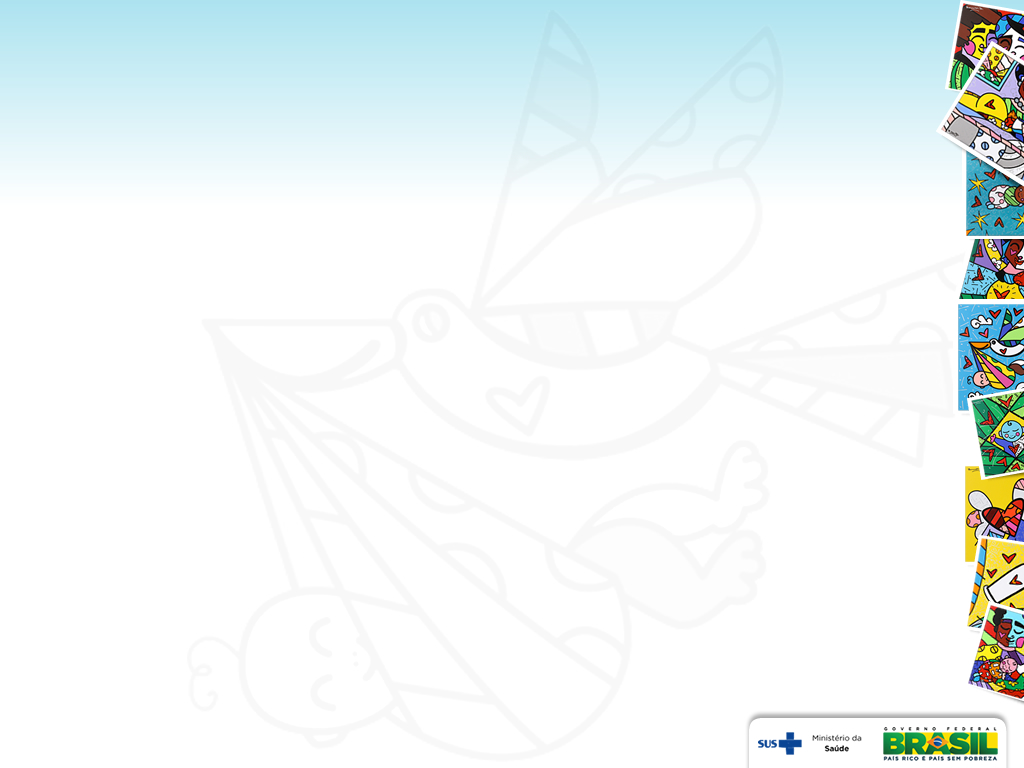 SUS
Ministério da
Saúde
GOVERNO FEDERAL
BRASIL
PAÍS RICO É PAÍS SEM POBREZA